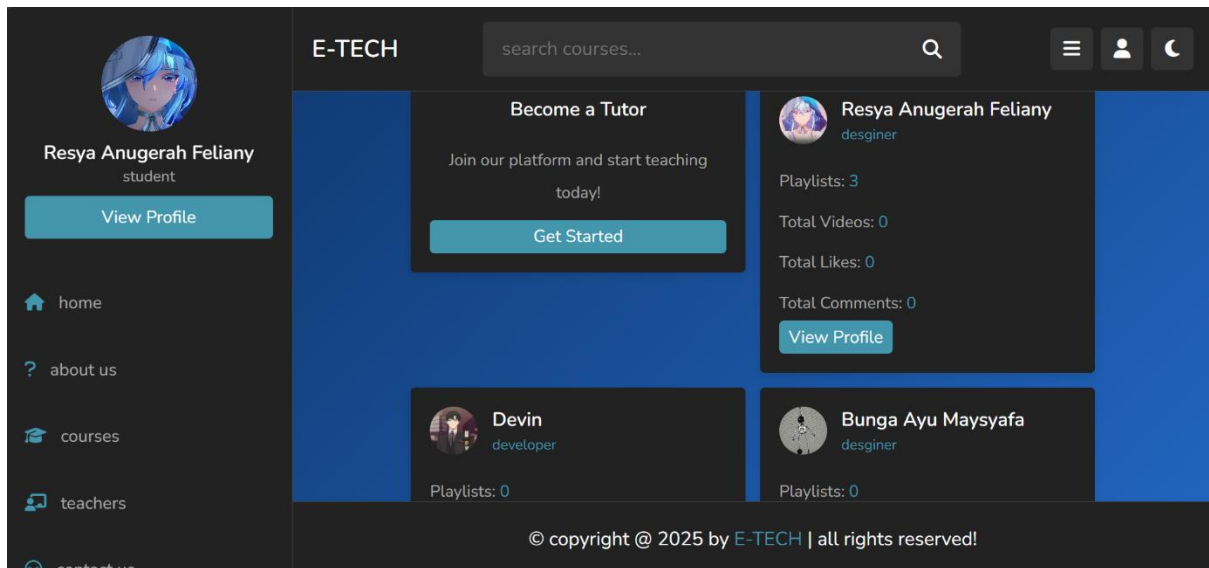 Resya Anugerah Feliany
student
View Profile
home
? about us
courses
teachers
contact us
E-TECH
search courses...
Become a Tutor
Join our platform and start teaching
today!
Get Started
Resya Anugerah Feliany
desginer
Playlists: 3
Total Videos: 0
Total Likes: 0
Total Comments: 0
View Profile
Devin
developer
Playlists: 0
Bunga Ayu Maysyafa
desginer
Playlists: 0
© copyright @ 2025 by E-TECH | all rights reserved!